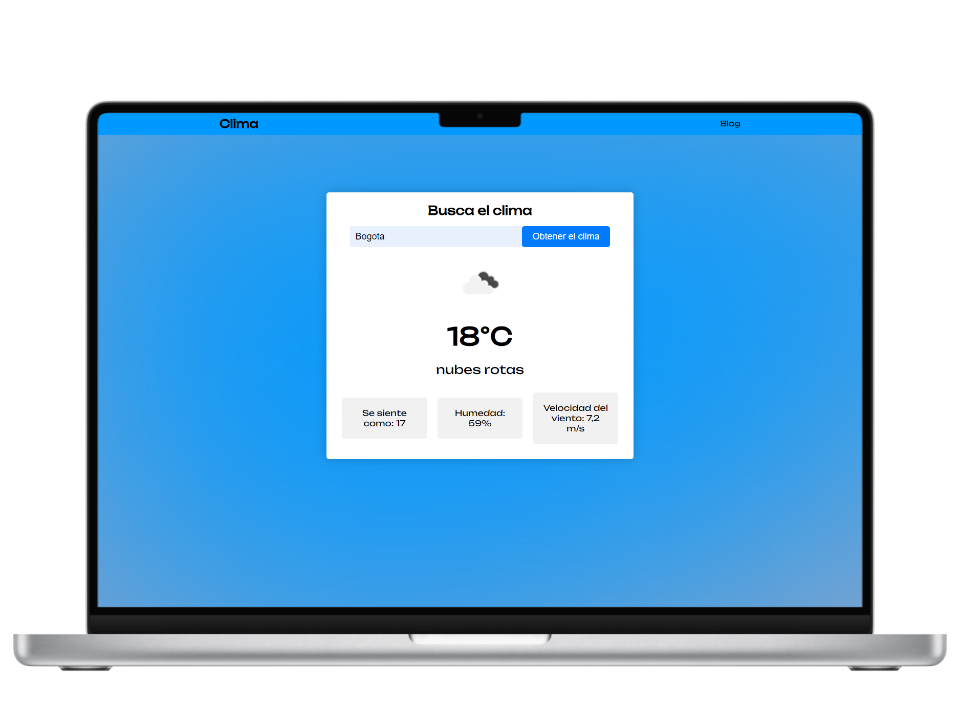 Clima
Blog
Busca el clima
Bogota
Obtener el clima
18°C
nubes rotas
Se siente
como: 17
Humedad:
59%
Velocidad del
viento: 7,2
m/s